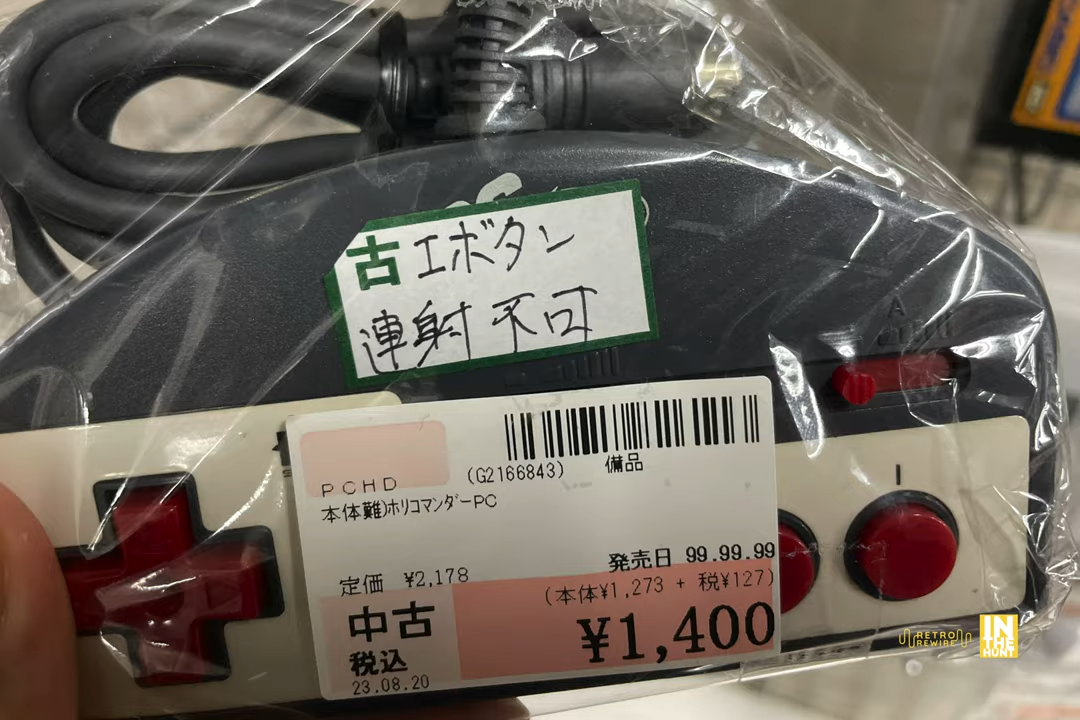 古 エボタン
連射 不可
A
I
PCHD (G2166843) 備品
本体難)ホリコマンダーPC
発売日 99.99.99
定価 ¥2,178
(本体¥1,273 + 税¥127)
中古
¥1,400
税込
23.08.20
RETRO
REWIRE
IN
THE
HUNT